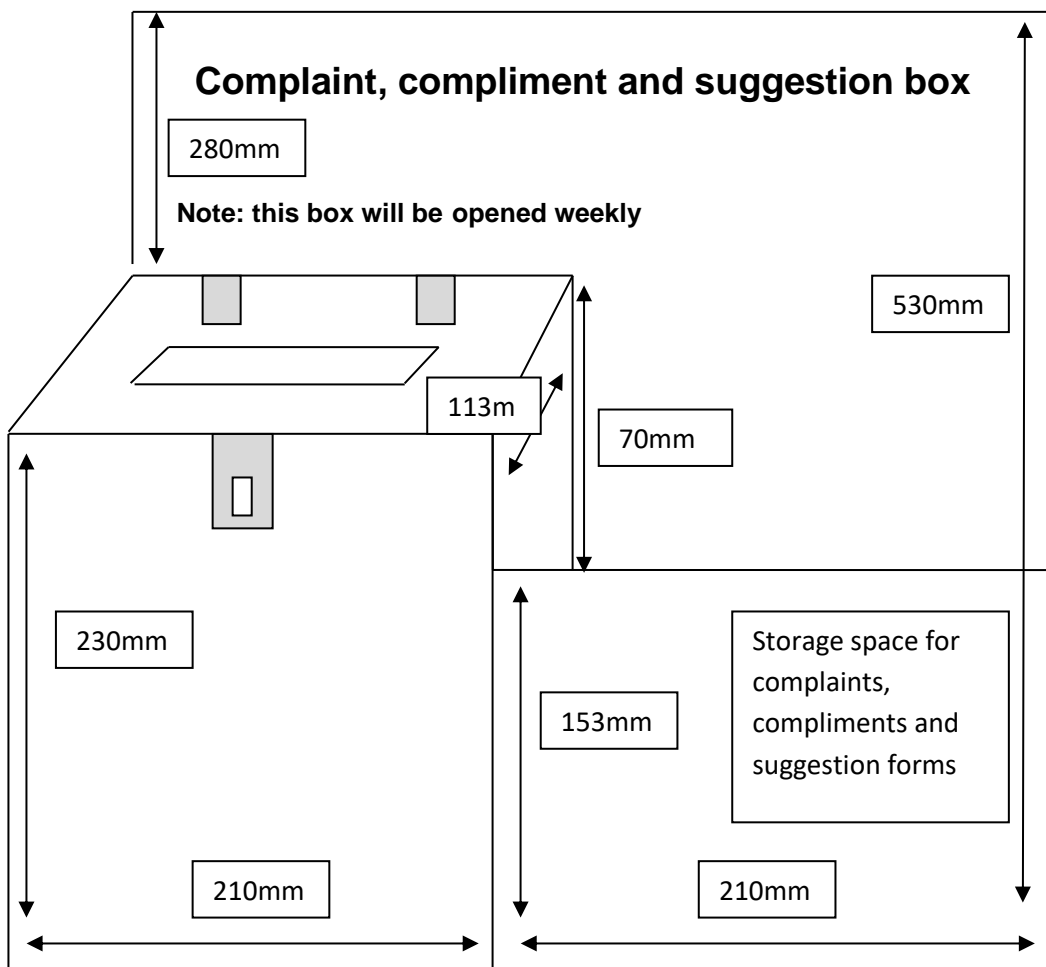 Complaint, compliment and suggestion box
280mm
Note: this box will be opened weekly
530mm
113m
70mm
230mm
153mm
Storage space for
complaints,
compliments and
suggestion forms
210mm
210mm